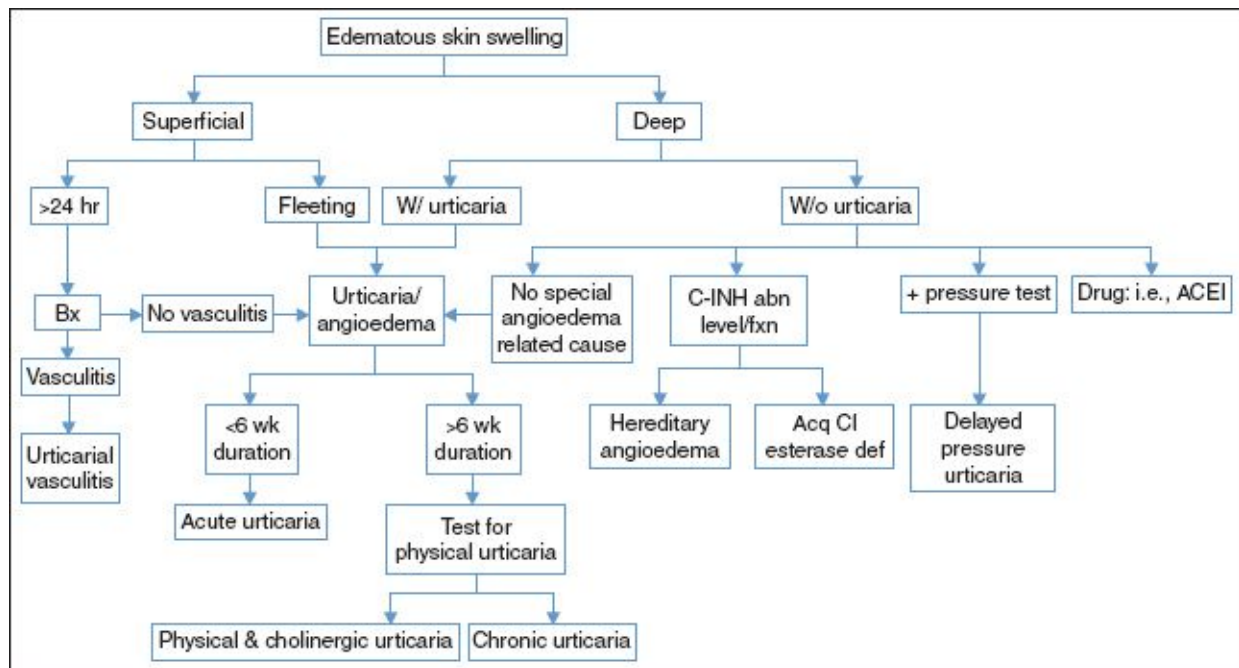 Edematous skin swelling
Superficial
Deep
>24 hr
Fleeting
W/ urticaria
W/o urticaria
Bx
No vasculitis
Urticaria/
angioedema
No special
angioedema
related cause
C-INH abn
level/fxn
+ pressure test
Drug: i.e., ACEI
Vasculitis
<6 wk
duration
>6 wk
duration
Hereditary
angioedema
Acq CI
esterase def
Delayed
pressure
urticaria
Urticarial
vasculitis
Acute urticaria
Test for
physical urticaria
Physical & cholinergic urticaria
Chronic urticaria